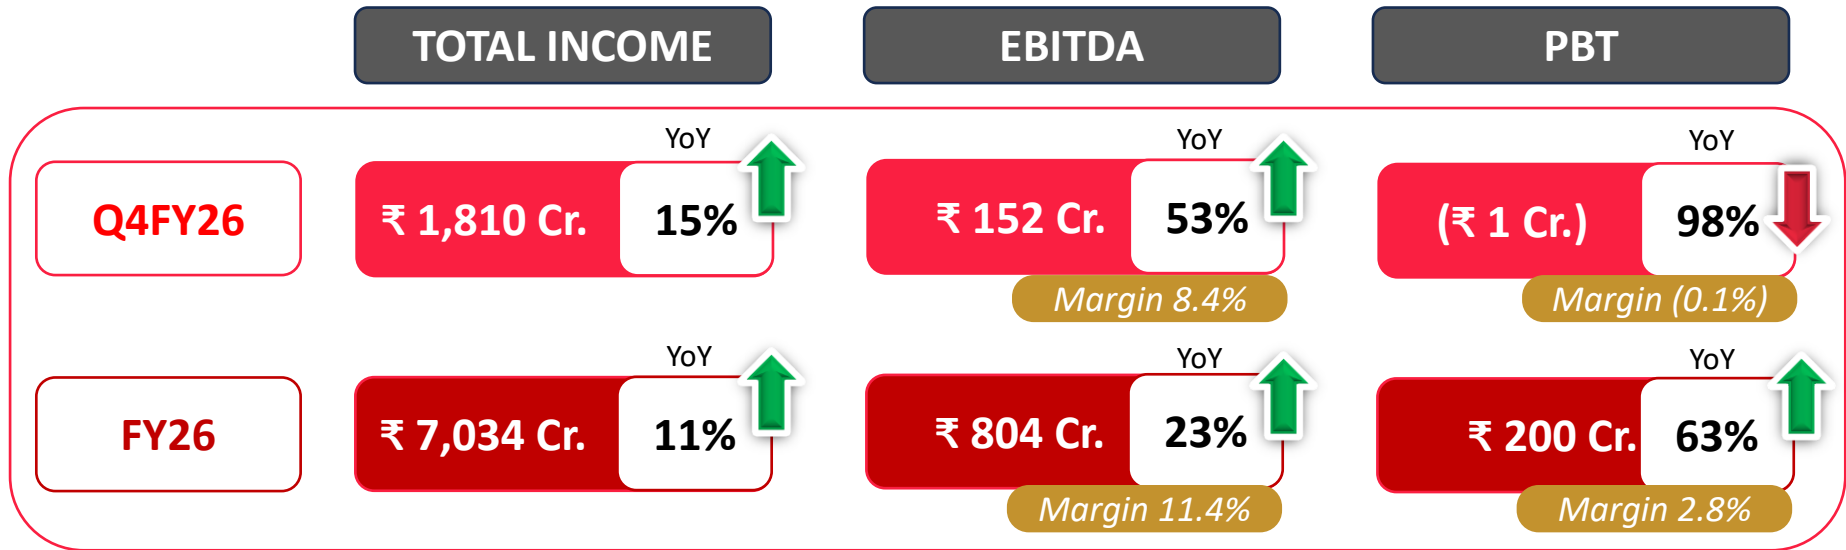 TOTAL INCOME EBITDA PBT
YoY YoY YoY
Q4FY26 ₹ 1,810 Cr. 15% ₹ 152 Cr. 53% (₹ 1 Cr.) 98%
Margin 8.4% Margin (0.1%)
YoY YoY YoY
FY26 ₹ 7,034 Cr. 11% ₹ 804 Cr. 23% ₹ 200 Cr. 63%
Margin 11.4% Margin 2.8%